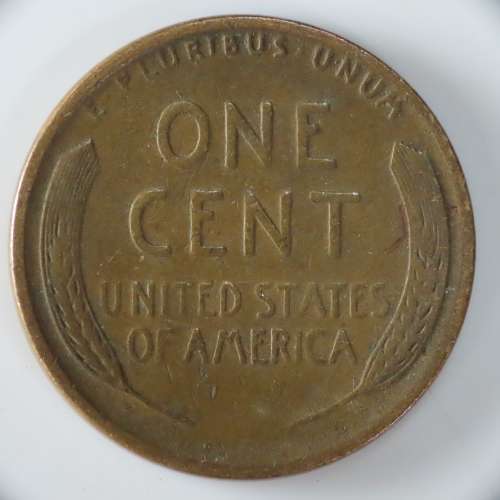 E·PLURIBUS·UNUM
ONE
CENT
UNITED STATES
OF AMERICA